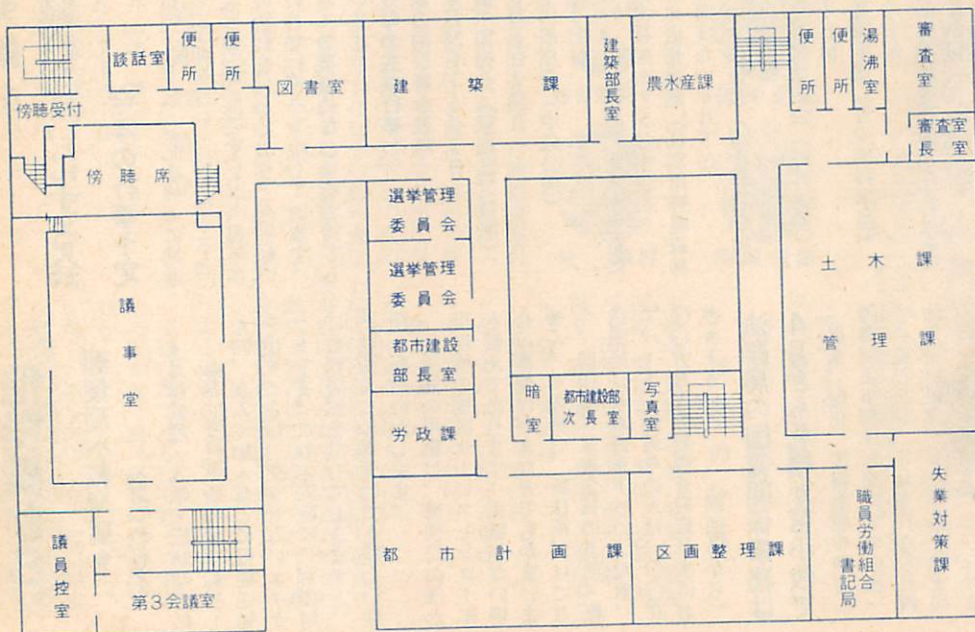 談話室
便所
便所
図書室
建築課
建築部長室
農水産課
便所
便所
湯沸室
審査室
傍聴受付
審査室
長室
傍聴席
選挙管理
委員会
選挙管理
委員会
土木課
管理課
議事堂
都市建設
部長室
暗室
都市建設部
次長室
写真室
労政課
議員控室
第3会議室
都市計画課
区画整理課
職員労働組合
書記局
失業対策課